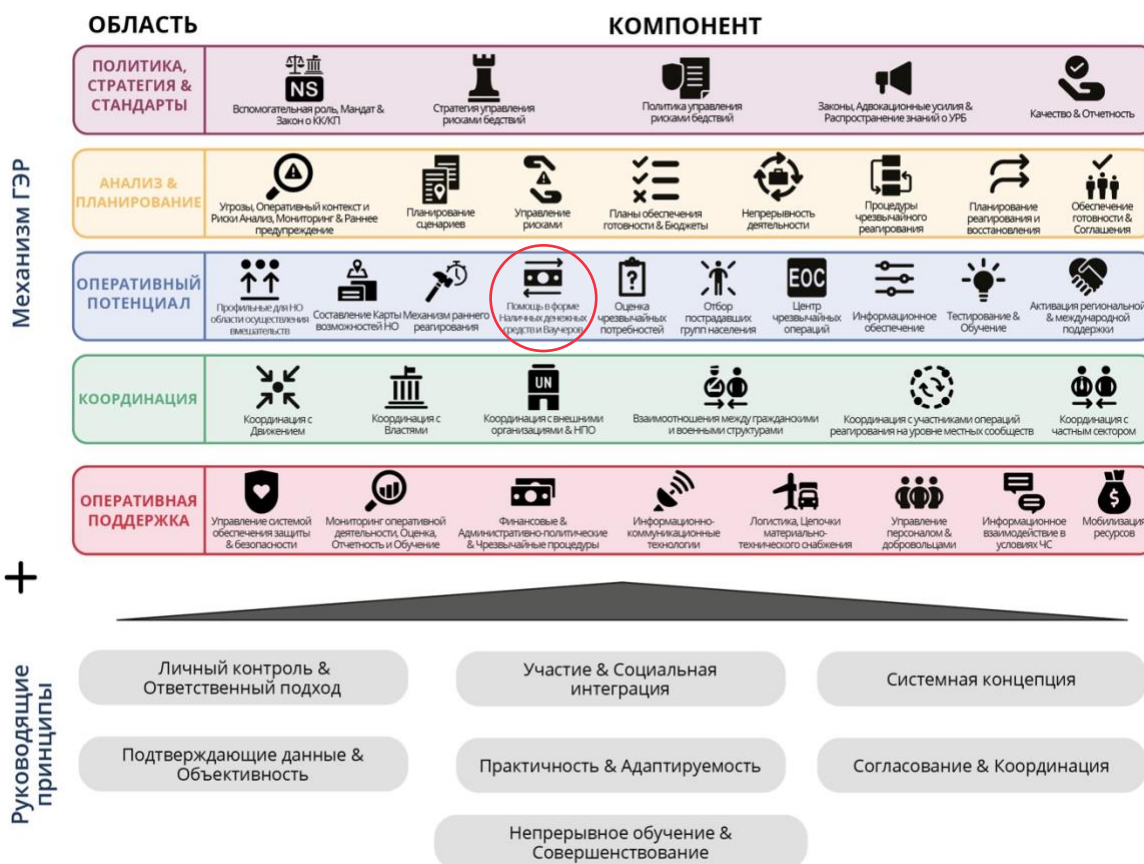 ОБЛАСТЬ
КОМПОНЕНТ
Механизм ГЭР
ПОЛИТИКА,
СТРАТЕГИЯ &
СТАНДАРТЫ
NS
Вспомогательная роль, Мандат &
Закон о КК/КП
Стратегия управления
рисками бедствий
Политика управления
рисками бедствий
Законы, Адвокационные усилия &
Распространение знаний о УРБ
Качество & Отчетность
АНАЛИЗ &
ПЛАНИРОВАНИЕ
Угрозы, Оперативный контекст и
Риски Анализ, Мониторинг & Раннее
предупреждение
Планирование
сценариев
Управление
рисками
Планы обеспечения
готовности & Бюджеты
Непрерывность
деятельности
Процедуры
чрезвычайного
реагирования
Планирование
реагирования и
восстановления
Обеспечение
готовности &
Соглашения
ОПЕРАТИВНЫЙ
ПОТЕНЦИАЛ
Профильные для НО
области осуществления
вмешательств
Составление Карты
возможностей НО
Механизм раннего
реагирования
Помощь в форме
Наличных денежных
средств и Ваучеров
Оценка
чрезвычайных
потребностей
Отбор
пострадавших
групп населения
EOC
Центр
чрезвычайных
операций
Информационное
обеспечение
Тестирование &
Обучение
Активация региональной
& международной
поддержки
КООРДИНАЦИЯ
Координация с
Движением
Координация с
Властями
UN
Координация с внешними
организациями & НПО
Взаимоотношения между гражданскими
и военными структурами
Координация с участниками операций
реагирования на уровне местных сообществ
Координация с
частным сектором
ОПЕРАТИВНАЯ
ПОДДЕРЖКА
Управление системой
обеспечения защиты
& безопасности
Мониторинг оперативной
деятельности, Оценка,
Отчетность и Обучение
Финансовые &
Административно-политические
& Чрезвычайные процедуры
Информационно-
коммуникационные
технологии
Логистика, Цепочки
материально-
технического снабжения
Управление
персоналом &
добровольцами
Информационное
взаимодействие в
условиях ЧС
$
Мобилизация
ресурсов
+
Руководящие
принципы
Личный контроль &
Ответственный подход
Участие & Социальная
интеграция
Системная концепция
Подтверждающие данные &
Объективность
Практичность & Адаптируемость
Согласование & Координация
Непрерывное обучение &
Совершенствование